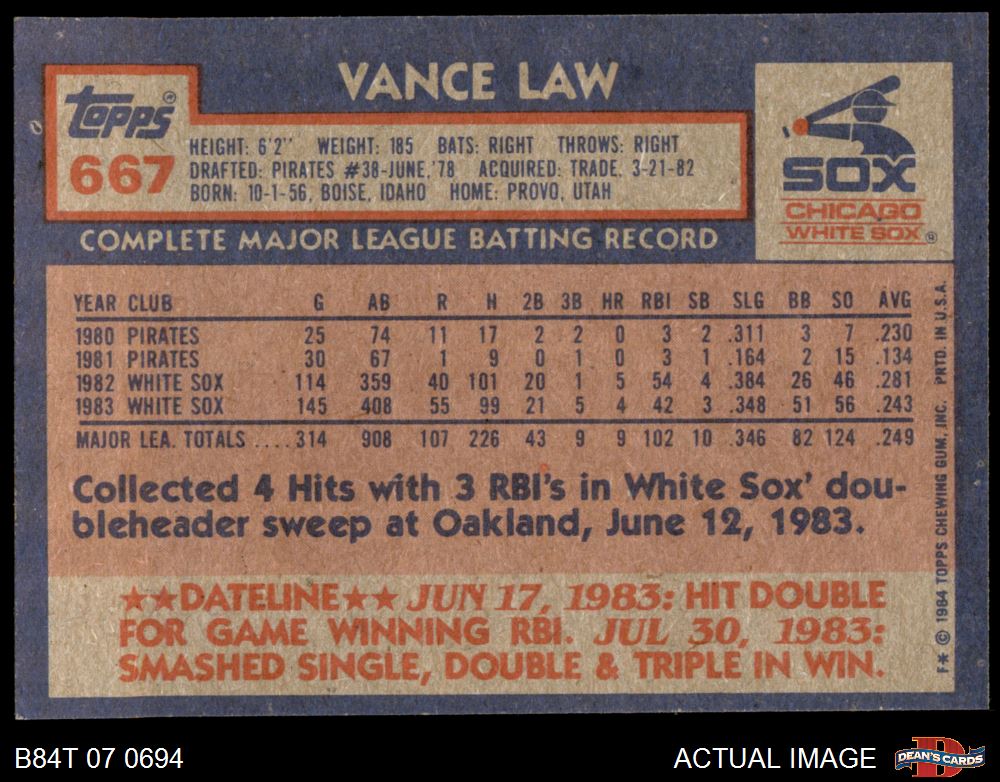 VANCE LAW
Topps®
667
HEIGHT: 6'2" WEIGHT: 185 BATS: RIGHT THROWS: RIGHT
DRAFTED: PIRATES #38-JUNE,'78 ACQUIRED: TRADE, 3-21-82
BORN: 10-1-56, BOISE, IDAHO HOME: PROVO, UTAH
SOX
CHICAGO
WHITE SOX ®
COMPLETE MAJOR LEAGUE BATTING RECORD
YEAR CLUB G AB R H 2B 3B HR RBI SB SLG BB SO AVG
1980 PIRATES 25 74 11 17 2 2 0 3 2 .311 3 7 .230
1981 PIRATES 30 67 1 9 0 1 0 3 1 .164 2 15 .134
1982 WHITE SOX 114 359 40 101 20 1 5 54 4 .384 26 46 .281
1983 WHITE SOX 145 408 55 99 21 5 4 42 3 .348 51 56 .243
MAJOR LEA. TOTALS ....314 908 107 226 43 9 9 102 10 .346 82 124 .249
Collected 4 Hits with 3 RBI's in White Sox' dou-
bleheader sweep at Oakland, June 12, 1983.
★★DATELINE★★ JUN 17, 1983: HIT DOUBLE
FOR GAME WINNING RBI. JUL 30, 1983:
SMASHED SINGLE, DOUBLE & TRIPLE IN WIN.
F* © 1984 TOPPS CHEWING GUM, INC. PRTD. IN U.S.A.
B84T 07 0694
ACTUAL IMAGE
D
DEAN'S CARDS